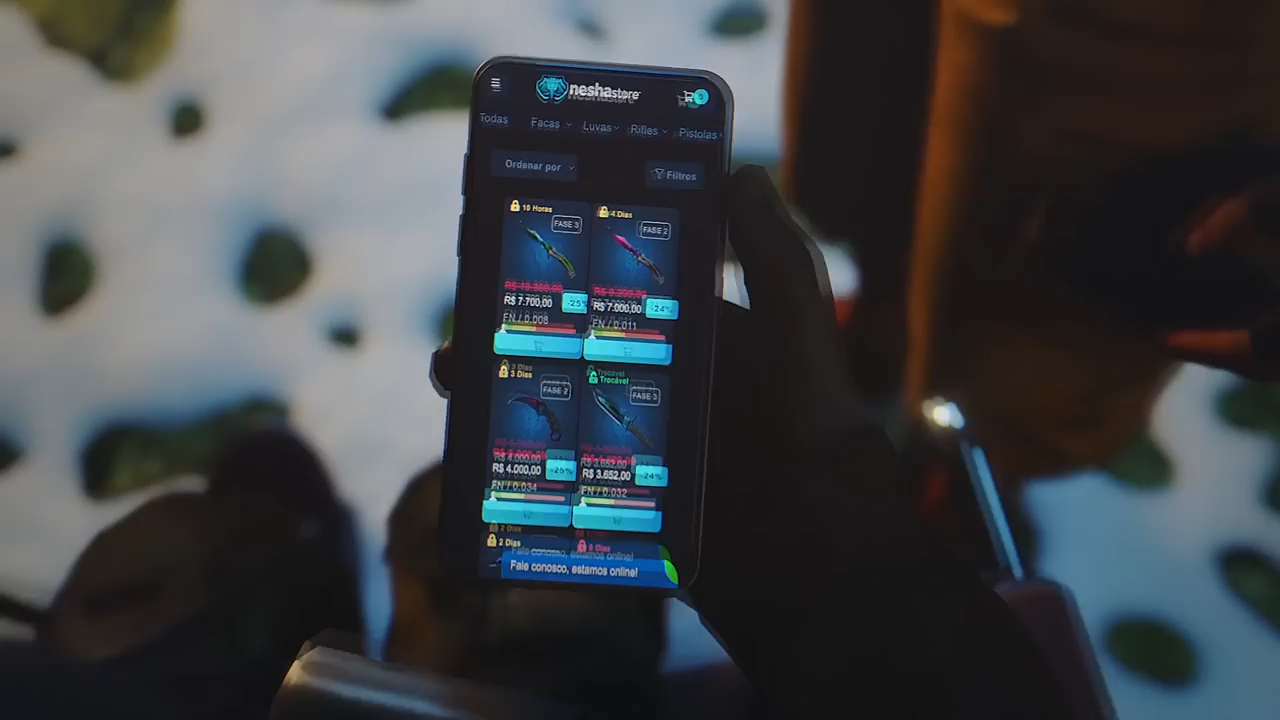 neshastore
Todas Facas Luvas Rifles Pistolas
Ordenar por Filtros
10 Horas
FASE 3
R$ 7.700,00 -25%
FN / 0.008
4 Dias
FASE 2
R$ 7.000,00 -24%
FN / 0.011
3 Dias
FASE 2
R$ 4.000,00 -25%
FN / 0.034
Trocável
FASE 3
R$ 3.652,00 -24%
FN / 0.032
2 Dias
Dias
Fale conosco, estamos online!